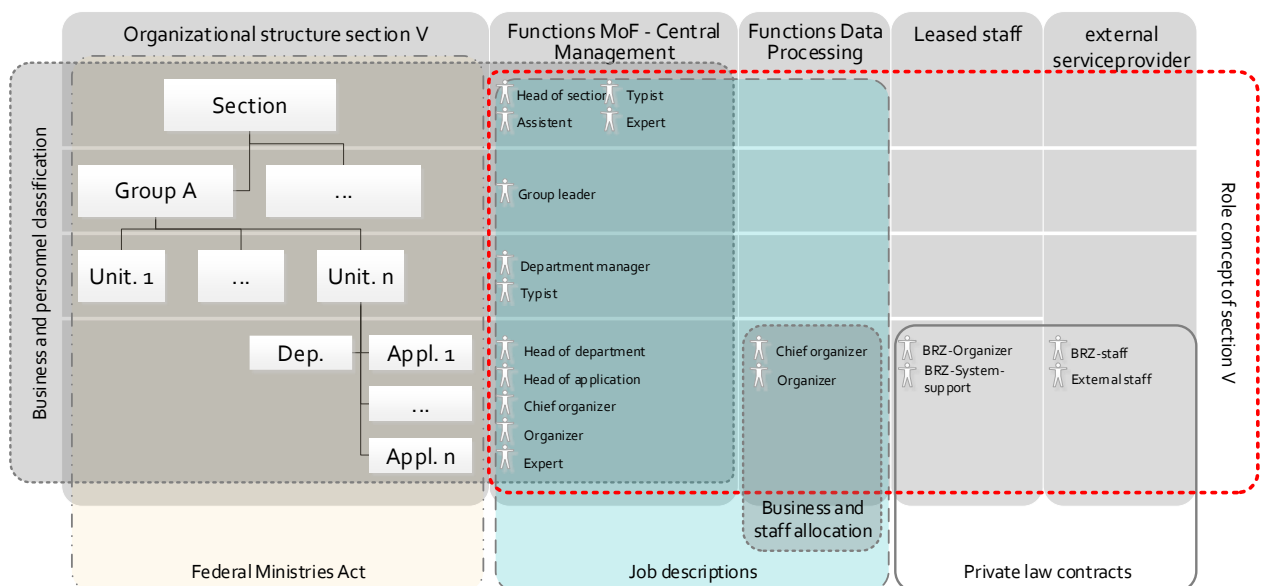 Organizational structure section V
Functions MoF - Central
Management
Functions Data
Processing
Leased staff
external
serviceprovider
Business and personnel classification
Section
Group A
...
Unit. 1
...
Unit. n
Dep.
Appl. 1
...
Appl. n
Head of section
Typist
Assistent
Expert
Group leader
Department manager
Typist
Head of department
Head of application
Chief organizer
Organizer
Expert
Chief organizer
Organizer
BRZ-Organizer
BRZ-System-
support
BRZ-staff
External staff
Role concept of section V
Business and
staff allocation
Federal Ministries Act
Job descriptions
Private law contracts